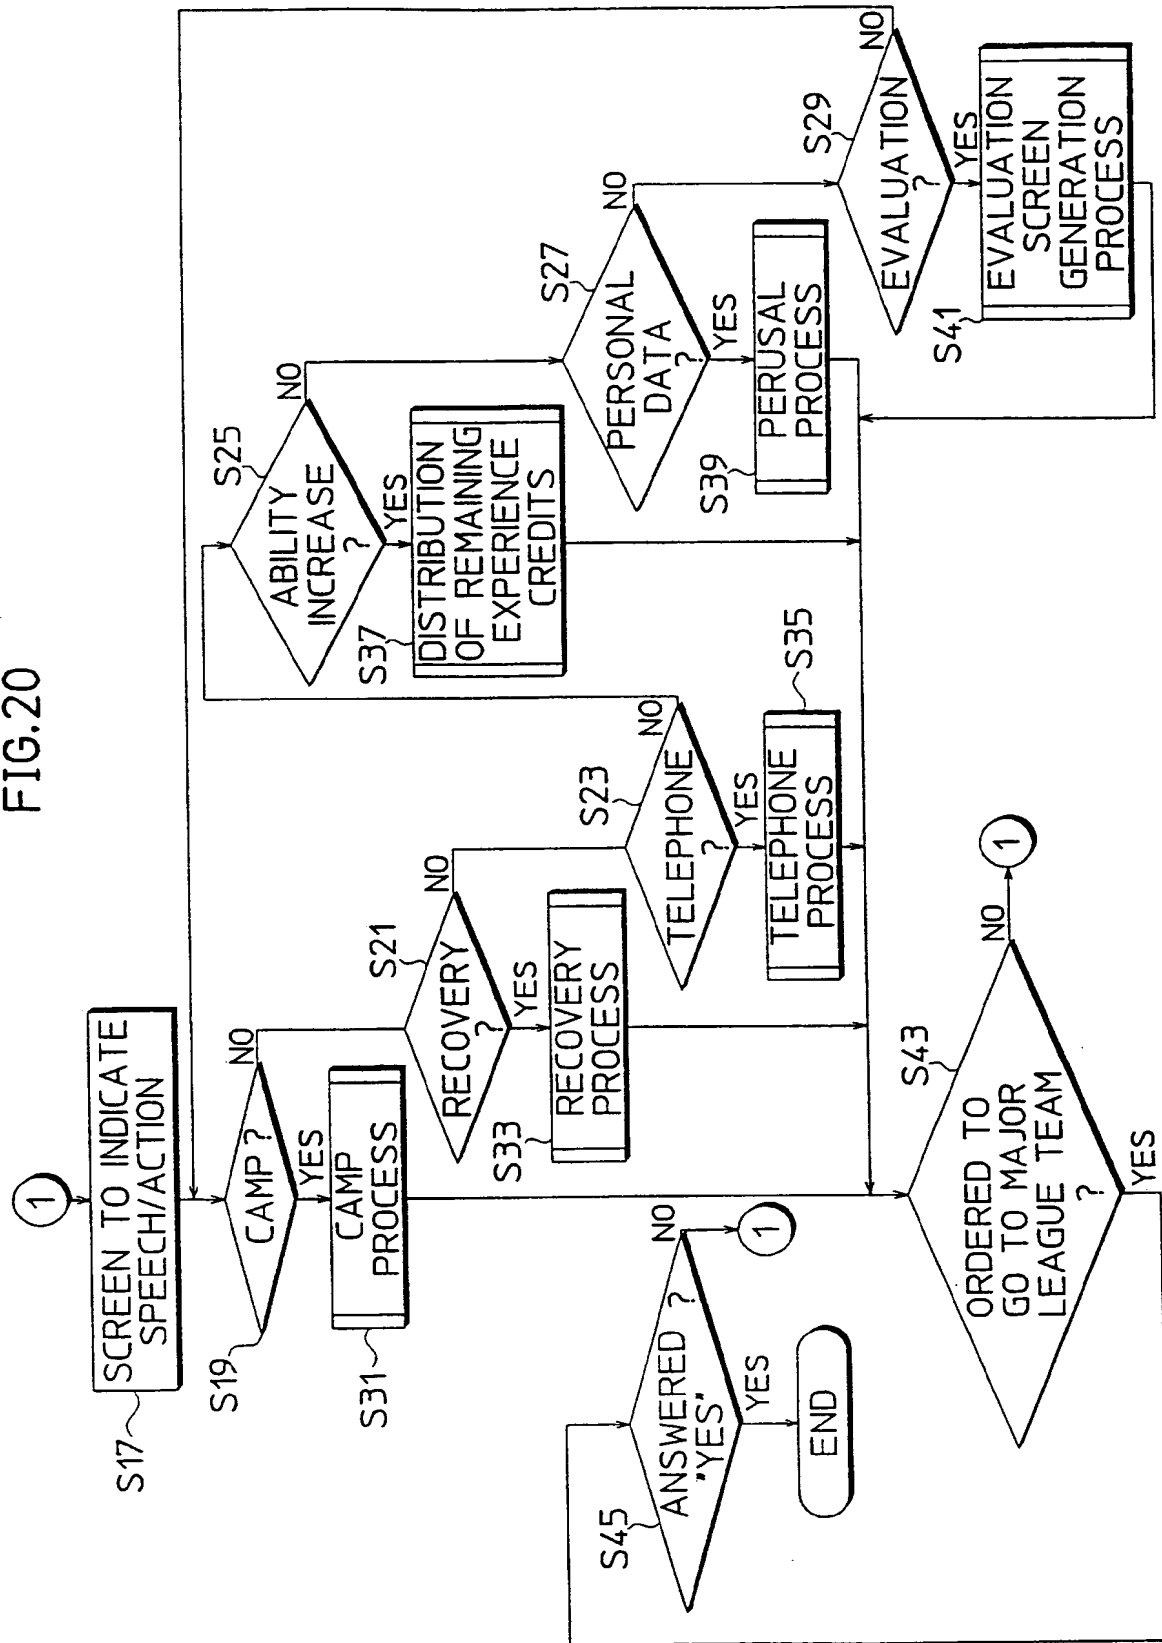 FIG.20
1
SCREEN TO INDICATE
SPEECH/ACTION
S17
CAMP ?
S19
NO
YES
CAMP
PROCESS
S31
RECOVERY
?
S21
NO
YES
RECOVERY
PROCESS
S33
TELEPHONE
?
S23
NO
YES
TELEPHONE
PROCESS
S35
ABILITY
INCREASE
?
S25
NO
YES
DISTRIBUTION
OF REMAINING
EXPERIENCE
CREDITS
S37
PERSONAL
DATA
?
S27
NO
YES
PERUSAL
PROCESS
S39
EVALUATION
?
S29
NO
YES
EVALUATION
SCREEN
GENERATION
PROCESS
S41
ORDERED TO
GO TO MAJOR
LEAGUE TEAM
?
S43
NO
1
YES
ANSWERED ?
"YES"
S45
NO
1
YES
END